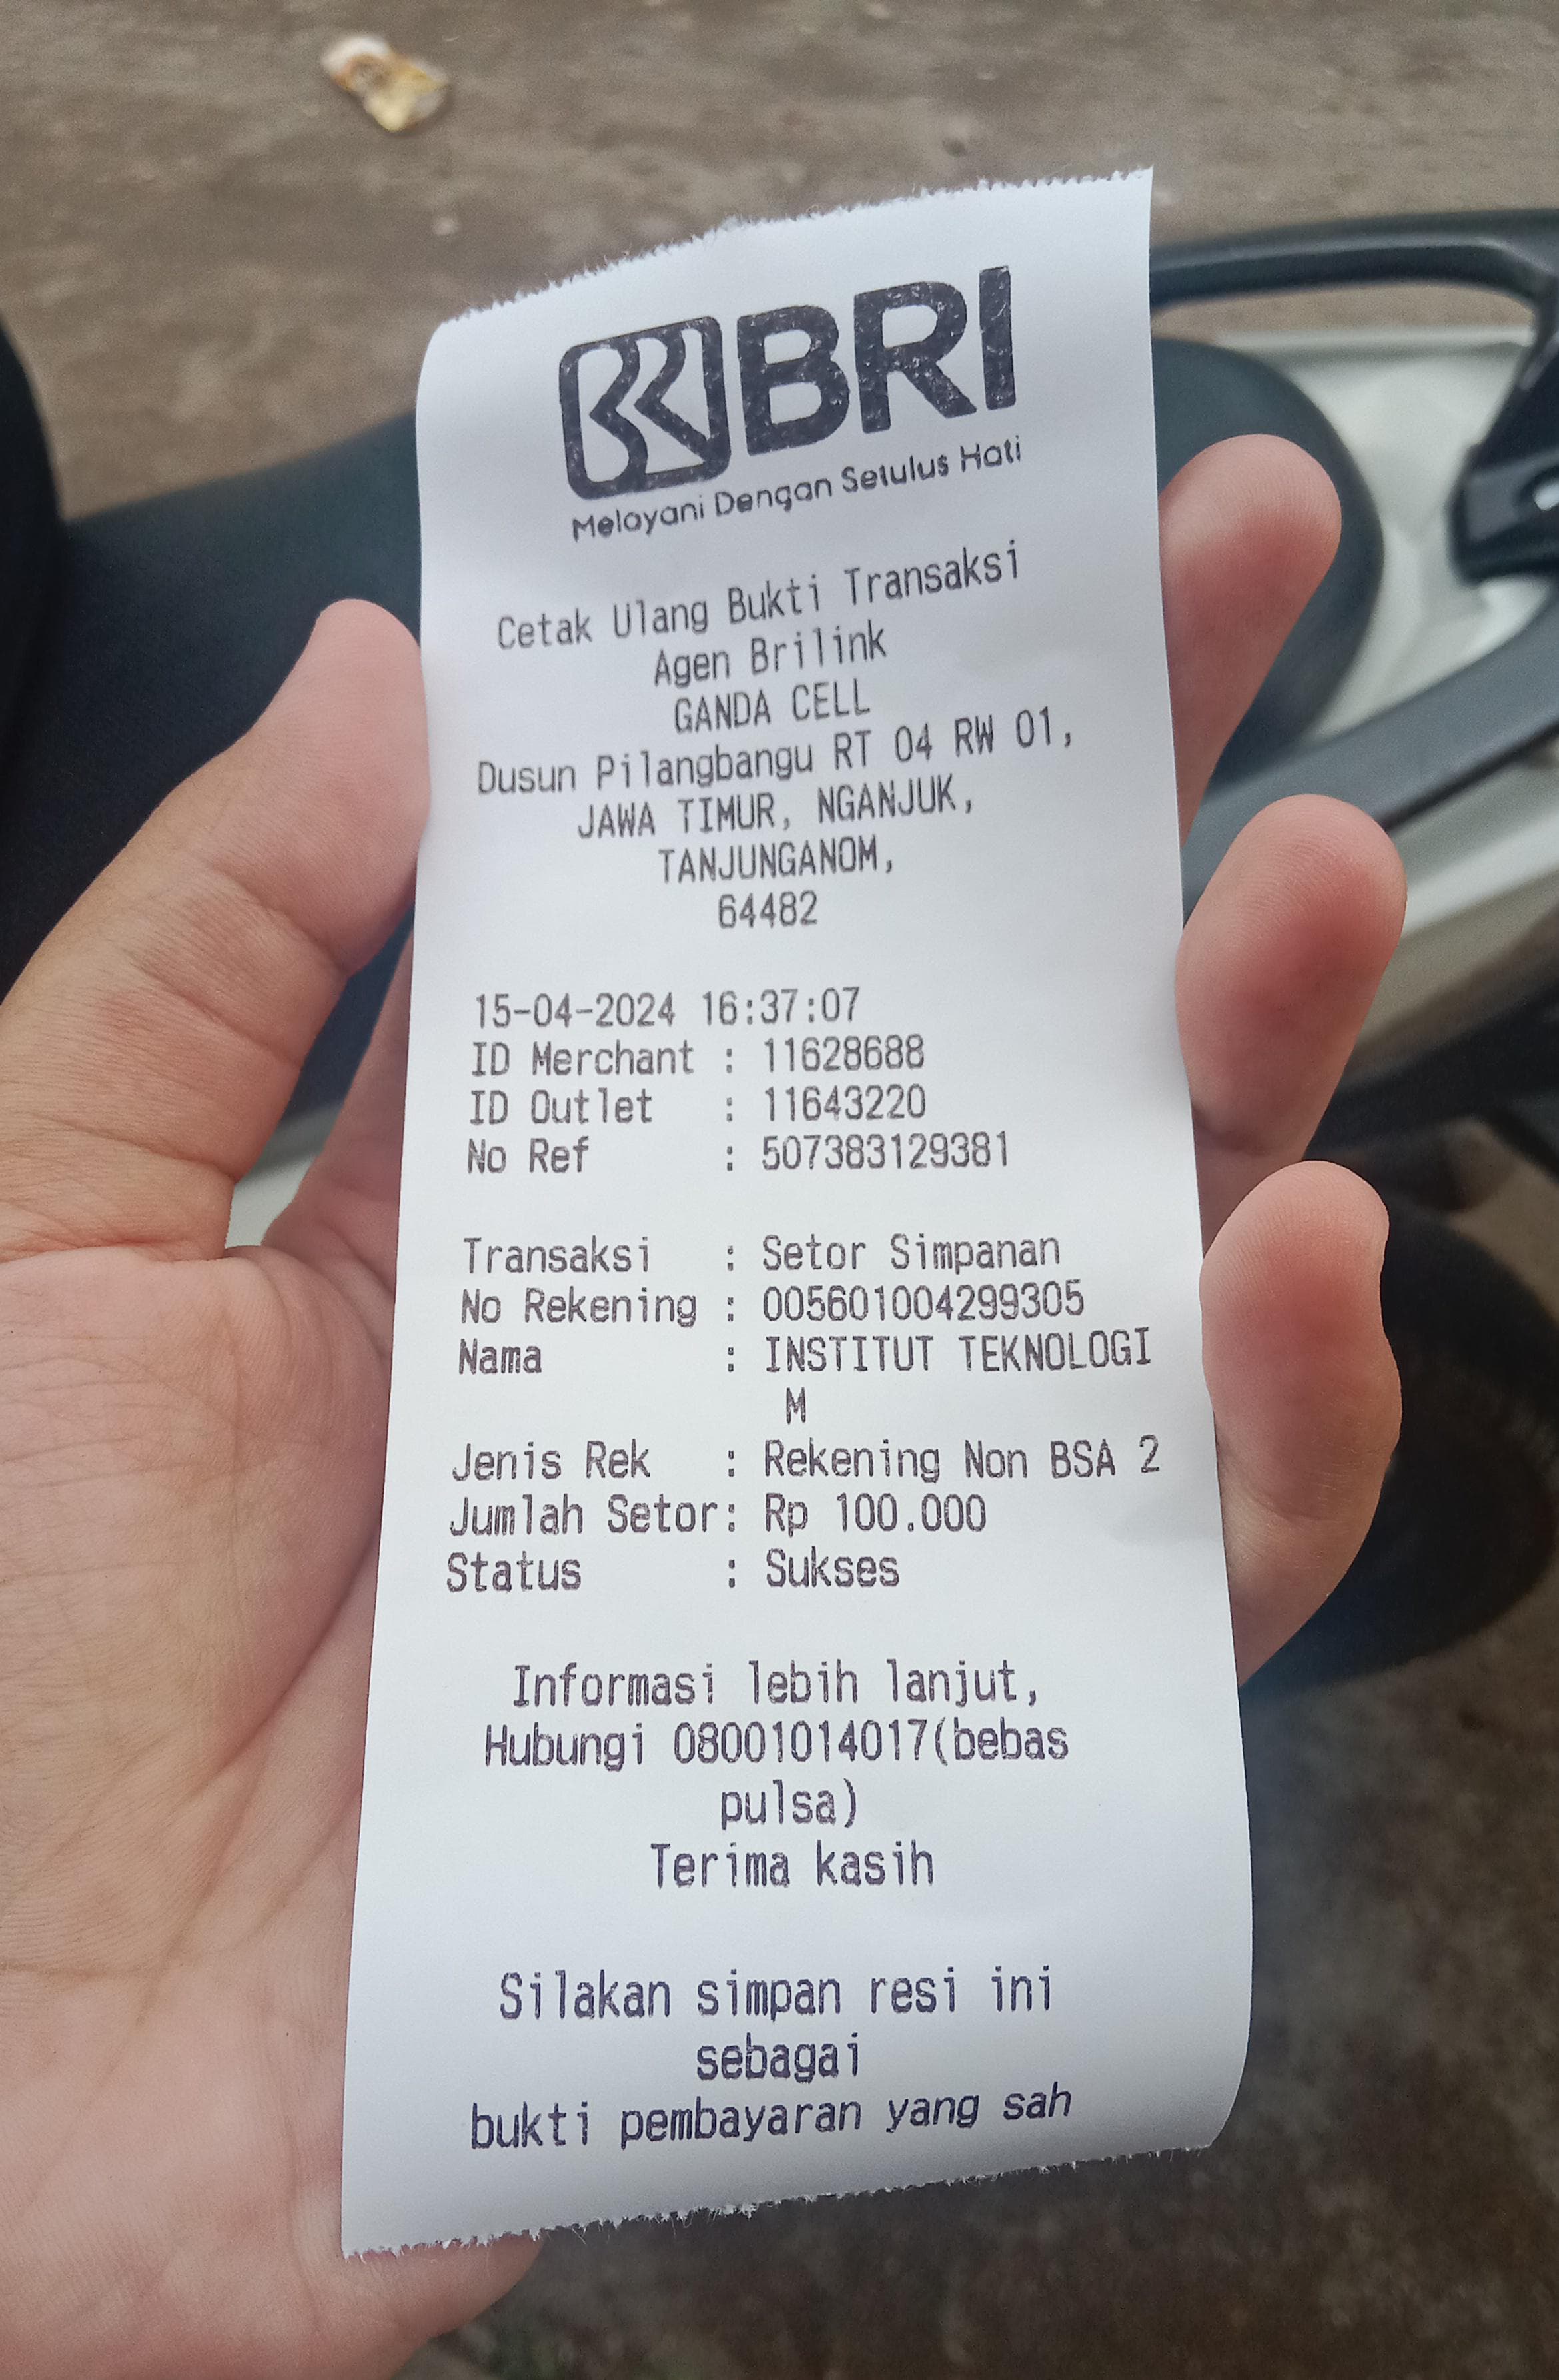 BRI
Melayani Dengan Setulus Hati
Cetak Ulang Bukti Transaksi
Agen Brilink
GANDA CELL
Dusun Pilangbangu RT 04 RW 01,
JAWA TIMUR, NGANJUK,
TANJUNGANOM,
64482
15-04-2024 16:37:07
ID Merchant : 11628688
ID Outlet : 11643220
No Ref : 507383129381
Transaksi : Setor Simpanan
No Rekening : 005601004299305
Nama : INSTITUT TEKNOLOGI
M
Jenis Rek : Rekening Non BSA 2
Jumlah Setor: Rp 100.000
Status : Sukses
Informasi lebih lanjut,
Hubungi 08001014017(bebas
pulsa)
Terima kasih
Silakan simpan resi ini
sebagai
bukti pembayaran yang sah